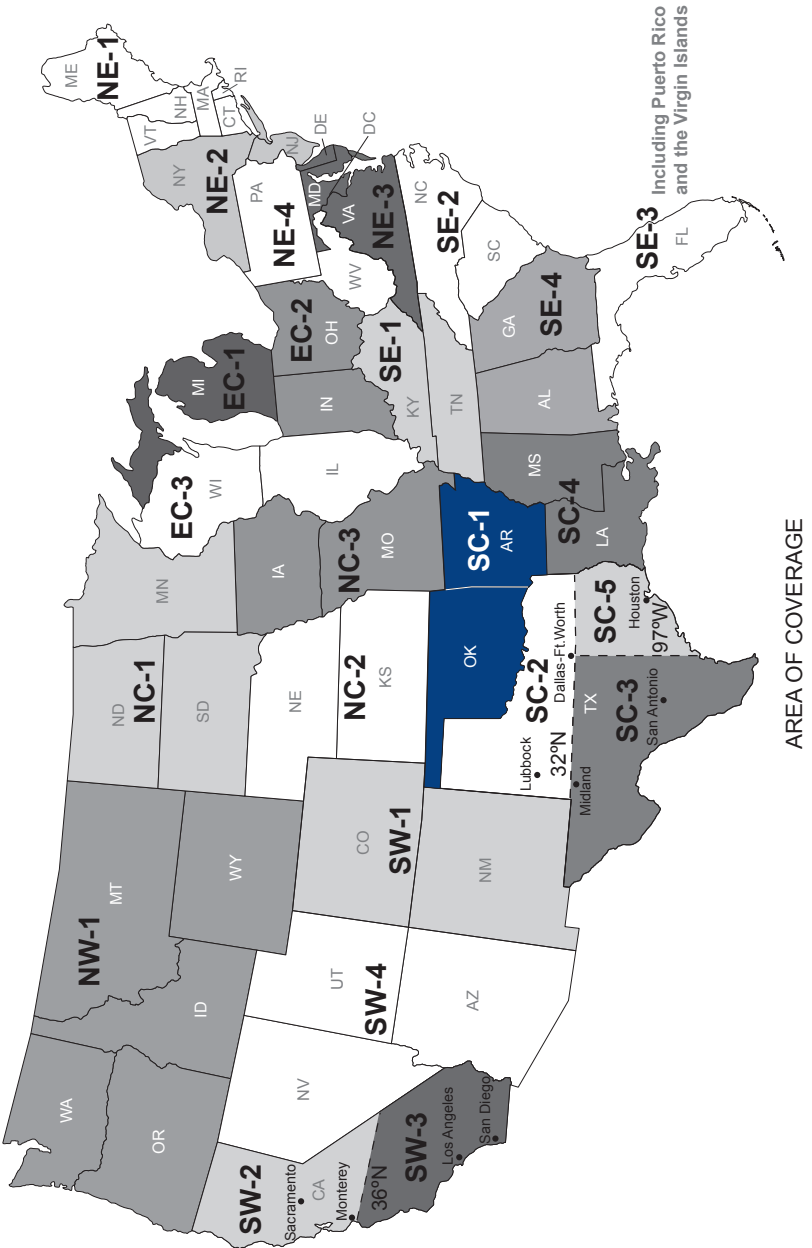 WA
MT
ND
MN
ME
NE-1
VT
NH
MA
RI
CT
NW-1
NC-1
EC-3
WI
MI
EC-1
NY
NE-2
OR
ID
WY
SD
IA
NE
IL
IN
OH
EC-2
PA
NE-4
NJ
DE
MD
DC
SW-2
Sacramento
CA
Monterey
NV
UT
SW-4
CO
SW-1
NC-2
KS
NC-3
MO
KY
SE-1
WV
VA
NE-3
36ºN
SW-3
Los Angeles
San Diego
AZ
NM
OK
SC-1
AR
TN
NC
SE-2
SC
Lubbock
32ºN
SC-2
Dallas-Ft.Worth
MS
AL
GA
SE-4
Midland
TX
SC-3
San Antonio
SC-5
Houston
97ºW
SC-4
LA
SE-3
FL
Including Puerto Rico
and the Virgin Islands
AREA OF COVERAGE